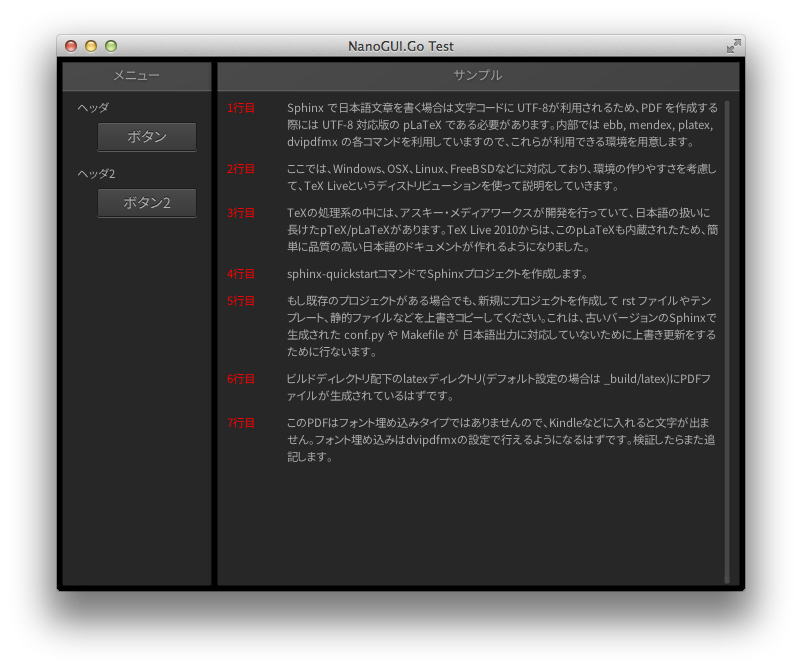 NanoGUI.Go Test
メニュー
ヘッダ
ボタン
ヘッダ2
ボタン2
サンプル
1行目
Sphinx で日本語文章を書く場合は文字コードに UTF-8が利用されるため、PDF を作成する
際には UTF-8 対応版の pLaTeX である必要があります。内部では ebb, mendex, platex,
dvipdfmx の各コマンドを利用していますので、これらが利用できる環境を用意します。
2行目
ここでは、Windows、OSX、Linux、FreeBSDなどに対応しており、環境の作りやすさを考慮し
て、TeX Liveというディストリビューションを使って説明をしていきます。
3行目
TeXの処理系の中には、アスキー・メディアワークスが開発を行っていて、日本語の扱いに
長けたpTeX/pLaTeXがあります。TeX Live 2010からは、このpLaTeXも内蔵されたため、簡
単に品質の高い日本語のドキュメントが作れるようになりました。
4行目
sphinx-quickstartコマンドでSphinxプロジェクトを作成します。
5行目
もし既存のプロジェクトがある場合でも、新規にプロジェクトを作成して rst ファイルやテン
プレート、静的ファイルなどを上書きコピーしてください。これは、古いバージョンのSphinxで
生成された conf.py や Makefile が 日本語出力に対応していないために上書き更新をする
ために行ないます。
6行目
ビルドディレクトリ配下のlatexディレクトリ(デフォルト設定の場合は _build/latex)にPDFフ
ァイルが生成されているはずです。
7行目
このPDFはフォント埋め込みタイプではありませんので、Kindleなどに入れると文字が出ま
せん。フォント埋め込みはdvipdfmxの設定で行えるようになるはずです。検証したらまた追
記します。